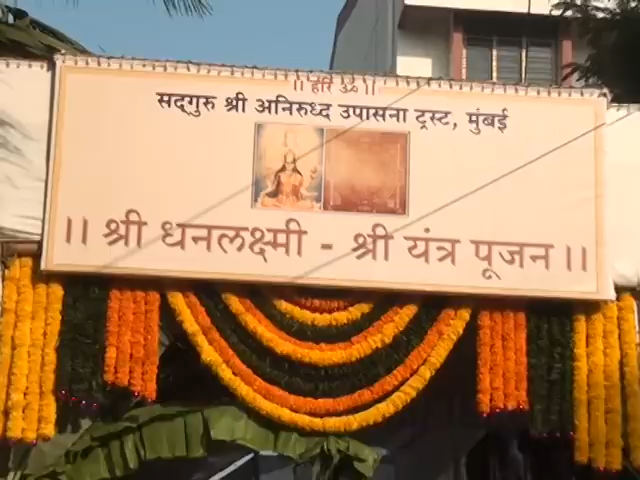 ।। हरि ॐ ।।
सद्‍गुरु श्री अनिरुध्द उपासना ट्रस्ट, मुंबई
।। श्री धनलक्ष्मी - श्री यंत्र पूजन ।।